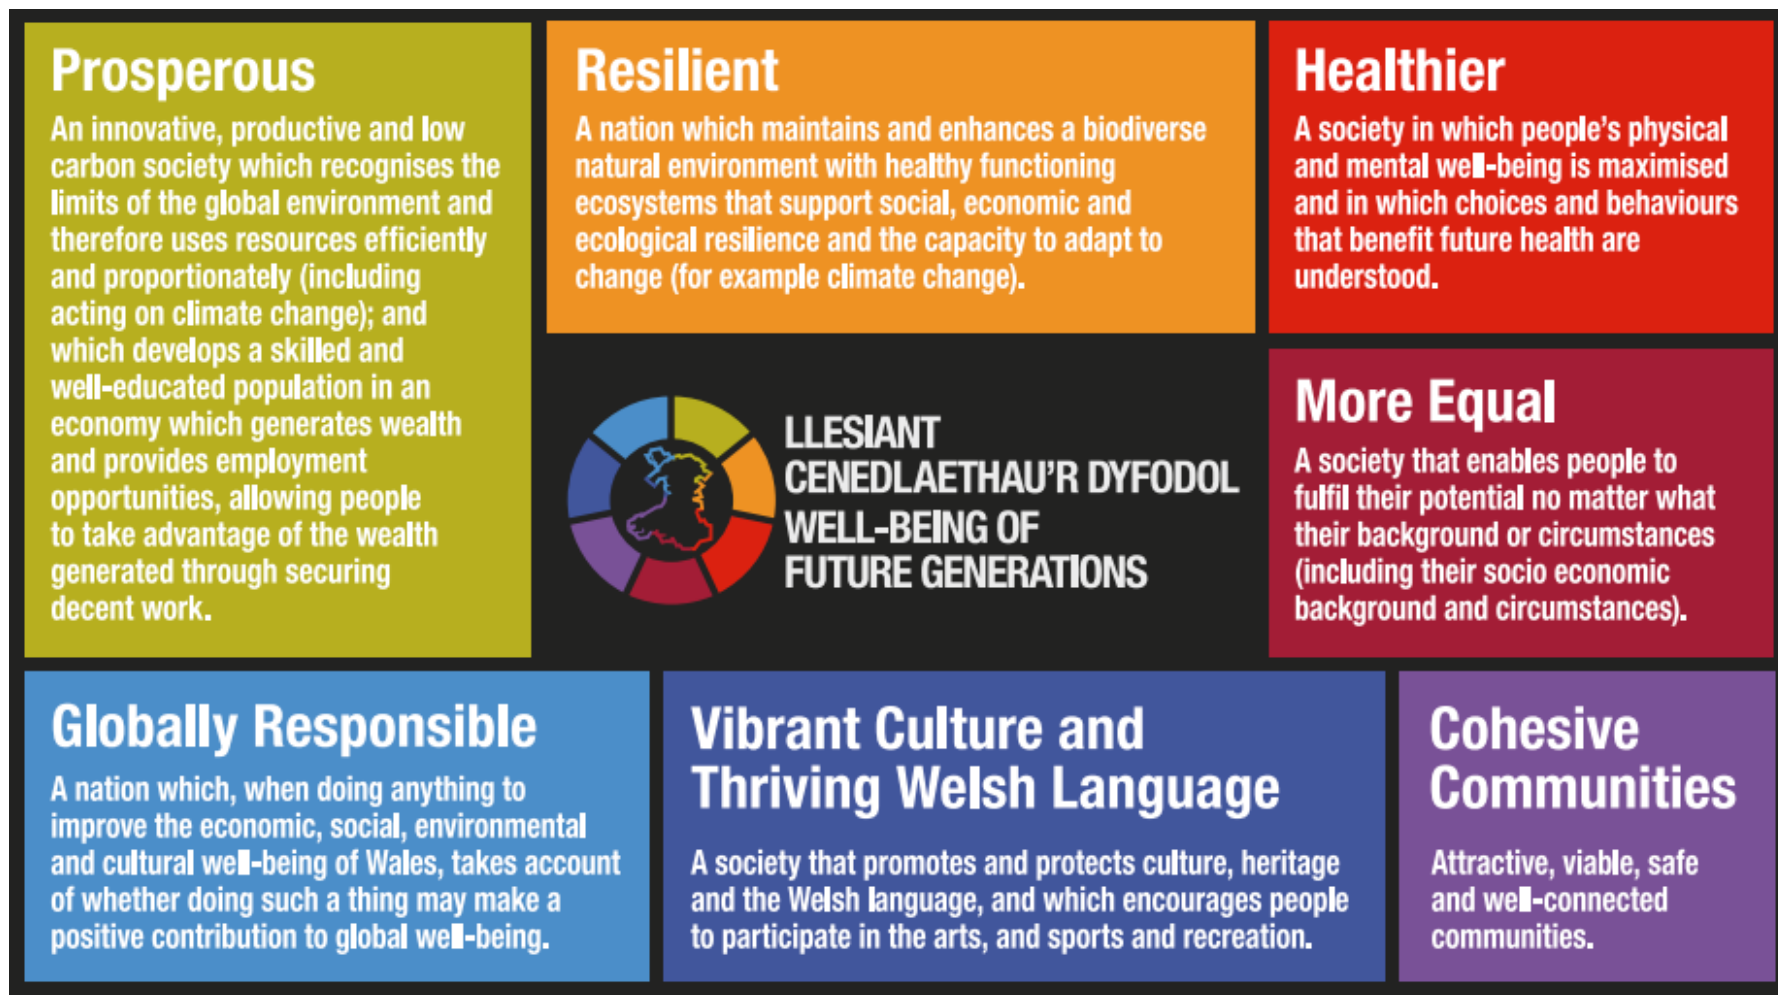 Prosperous
An innovative, productive and low
carbon society which recognises the
limits of the global environment and
therefore uses resources efficiently
and proportionately (including
acting on climate change); and
which develops a skilled and
well-educated population in an
economy which generates wealth
and provides employment
opportunities, allowing people
to take advantage of the wealth
generated through securing
decent work.
Resilient
A nation which maintains and enhances a biodiverse
natural environment with healthy functioning
ecosystems that support social, economic and
ecological resilience and the capacity to adapt to
change (for example climate change).
Healthier
A society in which people's physical
and mental well-being is maximised
and in which choices and behaviours
that benefit future health are
understood.
LLESIANT
CENEDLAETHAU'R DYFODOL
WELL-BEING OF
FUTURE GENERATIONS
More Equal
A society that enables people to
fulfil their potential no matter what
their background or circumstances
(including their socio economic
background and circumstances).
Globally Responsible
A nation which, when doing anything to
improve the economic, social, environmental
and cultural well-being of Wales, takes account
of whether doing such a thing may make a
positive contribution to global well-being.
Vibrant Culture and
Thriving Welsh Language
A society that promotes and protects culture, heritage
and the Welsh language, and which encourages people
to participate in the arts, and sports and recreation.
Cohesive
Communities
Attractive, viable, safe
and well-connected
communities.